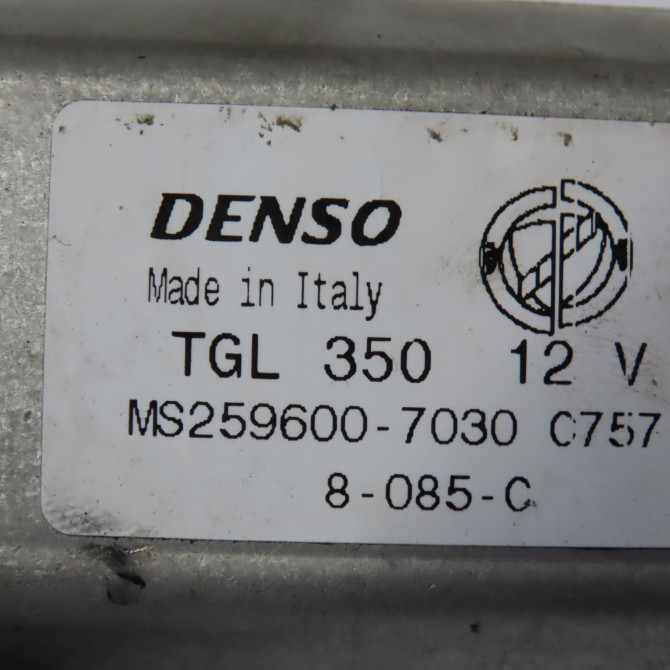 DENSO
Made in Italy
TGL 350 12 V
MS259600-7030 C757
8-085-C